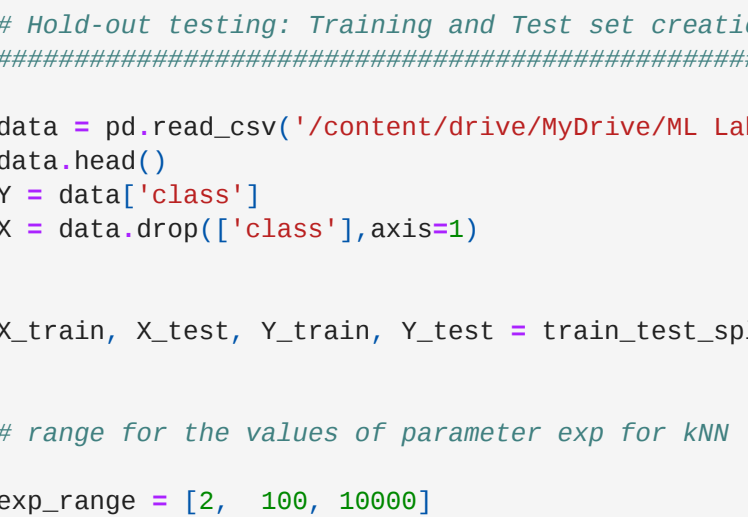 # Hold-out testing: Training and Test set creatio
##################################################
data = pd.read_csv('/content/drive/MyDrive/ML Lab
data.head()
Y = data['class']
X = data.drop(['class'],axis=1)
X_train, X_test, Y_train, Y_test = train_test_spl
# range for the values of parameter exp for kNN
exp_range = [2,  100, 10000]